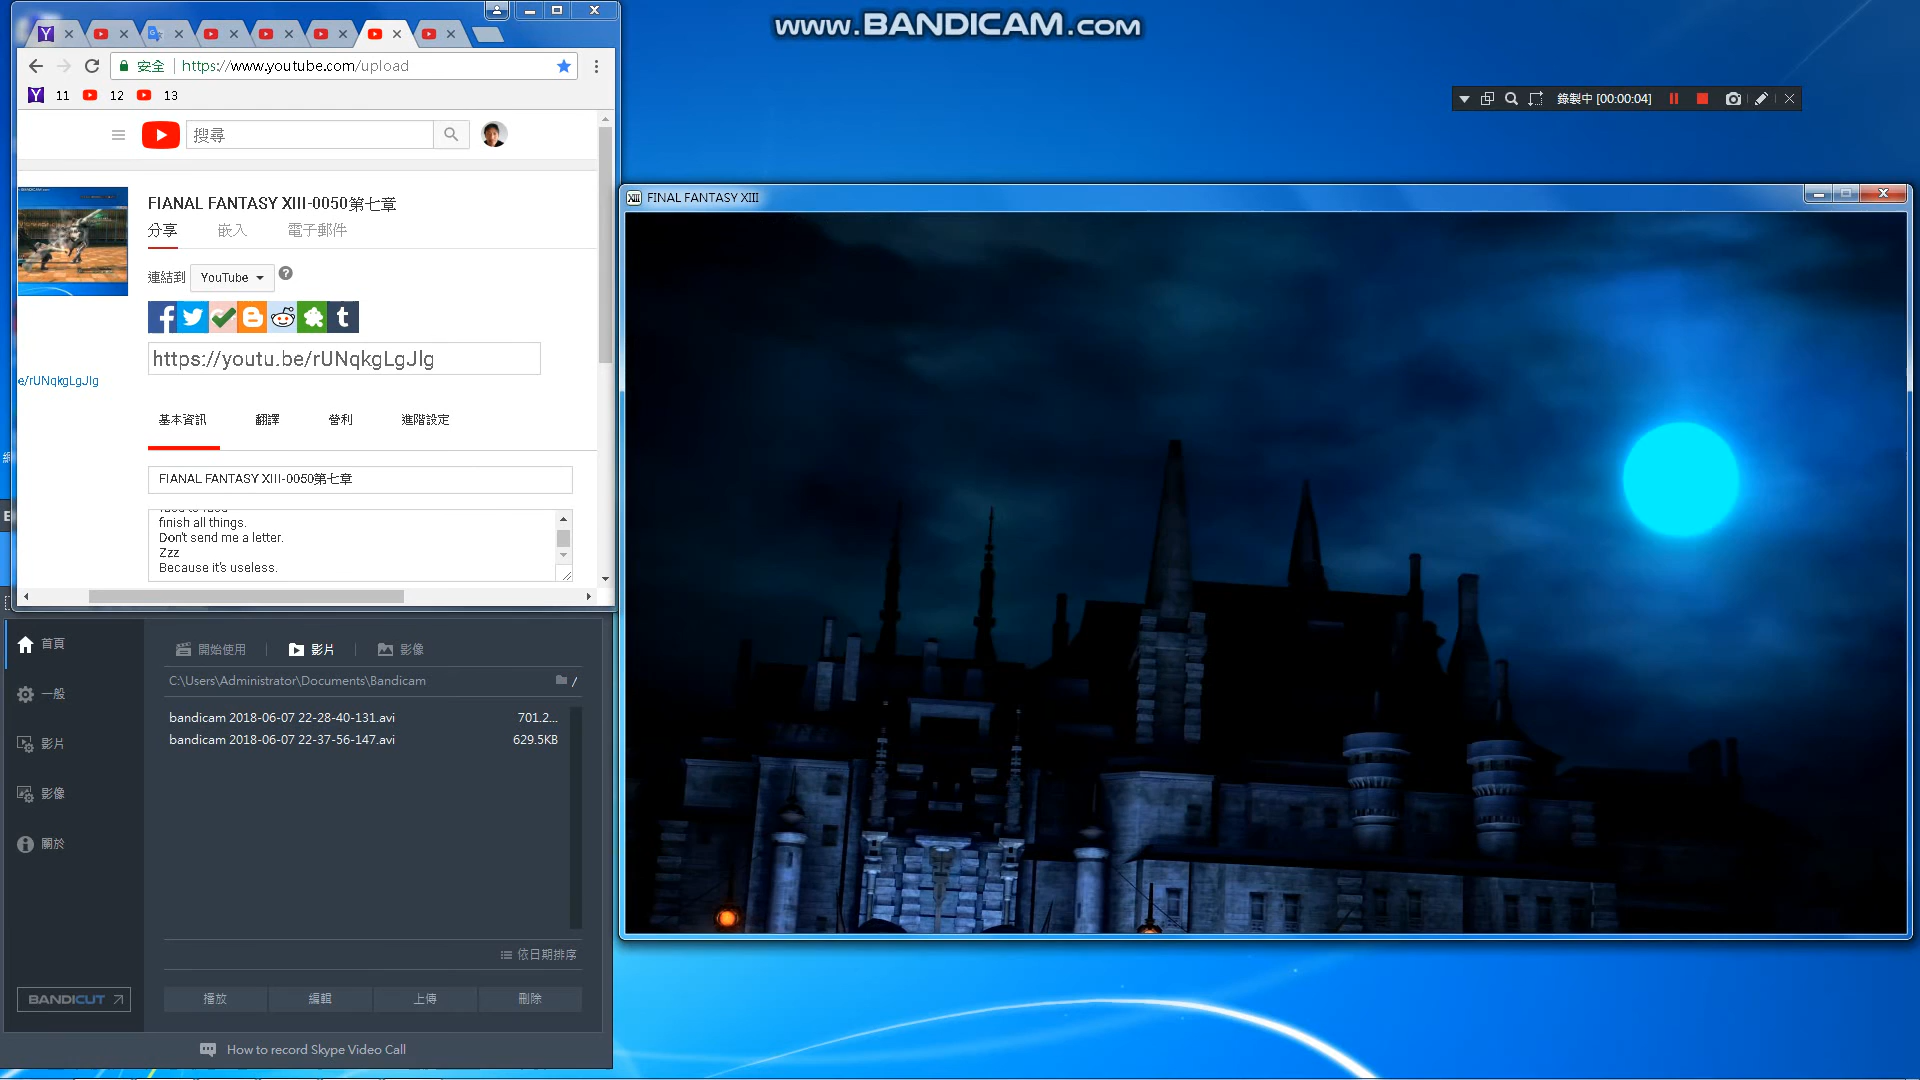 www.BANDICAM.com
安全
https://www.youtube.com/upload
11
12
13
搜尋
FIANAL FANTASY XIII-0050第七章
分享
嵌入
電子郵件
連結到
YouTube
https://youtu.be/rUNqkgLgJlg
e/rUNqkgLgJlg
基本資訊
翻譯
營利
進階設定
FIANAL FANTASY XIII-0050第七章
finish all things.
Don't send me a letter.
Zzz
Because it's useless.
錄製中 [00:00:04]
XIII
FINAL FANTASY XIII
首頁
一般
影片
影像
關於
BANDICUT
開始使用
影片
影像
C:\Users\Administrator\Documents\Bandicam
/
bandicam 2018-06-07 22-28-40-131.avi 701.2...
bandicam 2018-06-07 22-37-56-147.avi 629.5KB
依日期排序
播放
編輯
上傳
刪除
How to record Skype Video Call